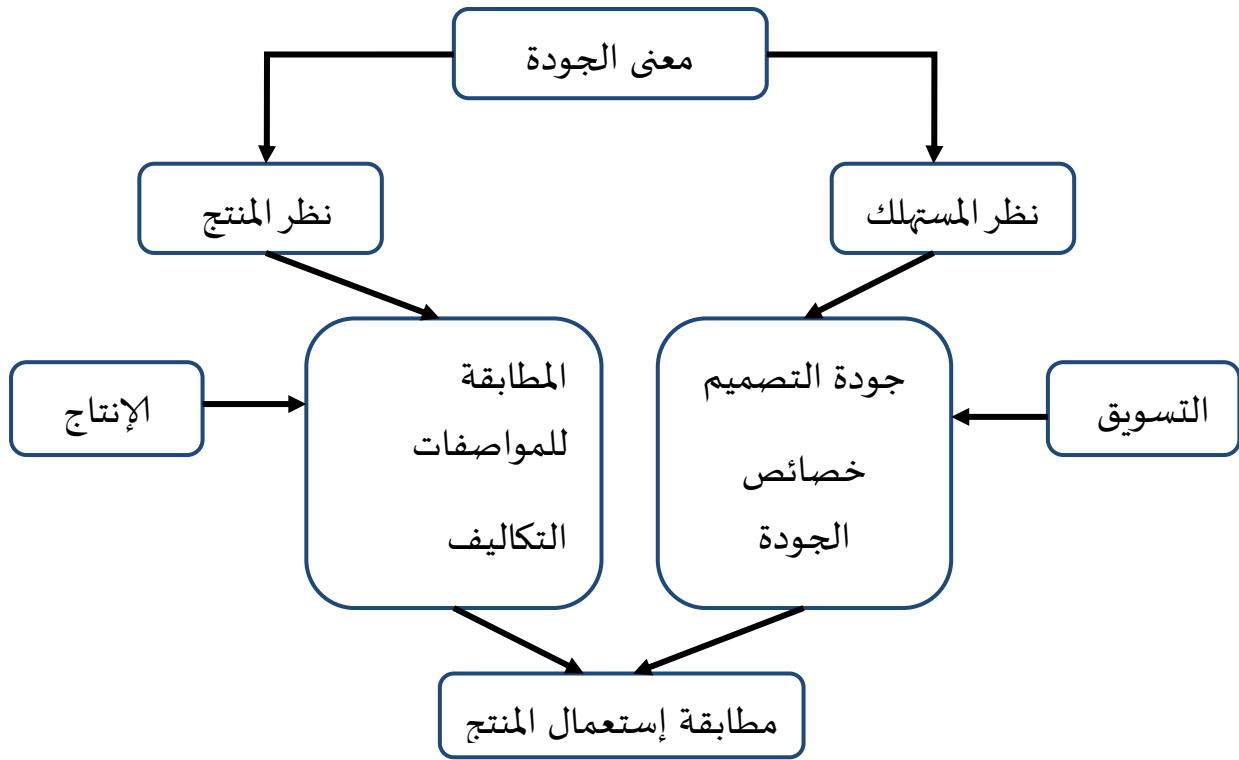 معنى الجودة
نظر المستهلك
نظر المنتج
التسويق
جودة التصميم
خصائص
الجودة
المطابقة
للمواصفات
التكاليف
الإنتاج
مطابقة إستعمال المنتج